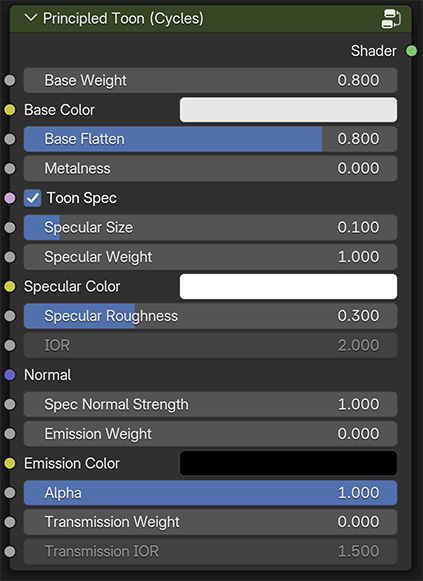 Principled Toon (Cycles)
Shader
Base Weight 0.800
Base Color
Base Flatten 0.800
Metalness 0.000
Toon Spec
Specular Size 0.100
Specular Weight 1.000
Specular Color
Specular Roughness 0.300
IOR 2.000
Normal
Spec Normal Strength 1.000
Emission Weight 0.000
Emission Color
Alpha 1.000
Transmission Weight 0.000
Transmission IOR 1.500